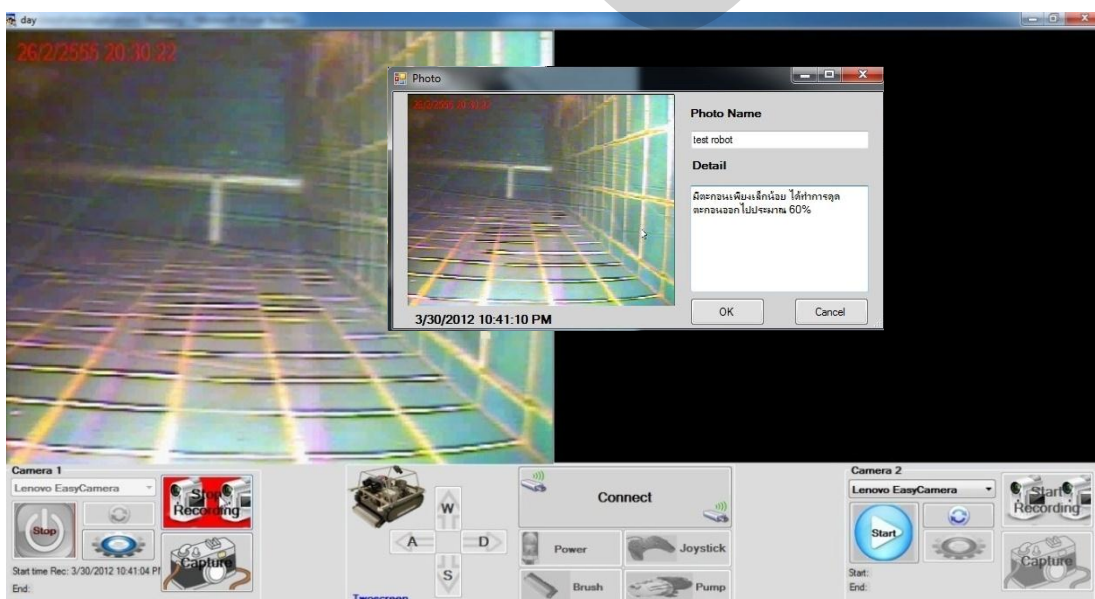 day
26/2/2555 20:30:22
Photo
Photo Name
test robot
Detail
มีตะกอนเพียงเล็กน้อย ได้ทำการดูด
ตะกอนออกไปประมาณ 60%
3/30/2012 10:41:10 PM
OK
Cancel
Camera 1
Lenovo EasyCamera
Stop
Recording
Stop
Capture
Start time Rec: 3/30/2012 10:41:04 PM
End:
W
A
D
S
Twoscreen
Connect
Power
Joystick
Brush
Pump
Camera 2
Lenovo EasyCamera
Start
Recording
Start
Capture
Start:
End: